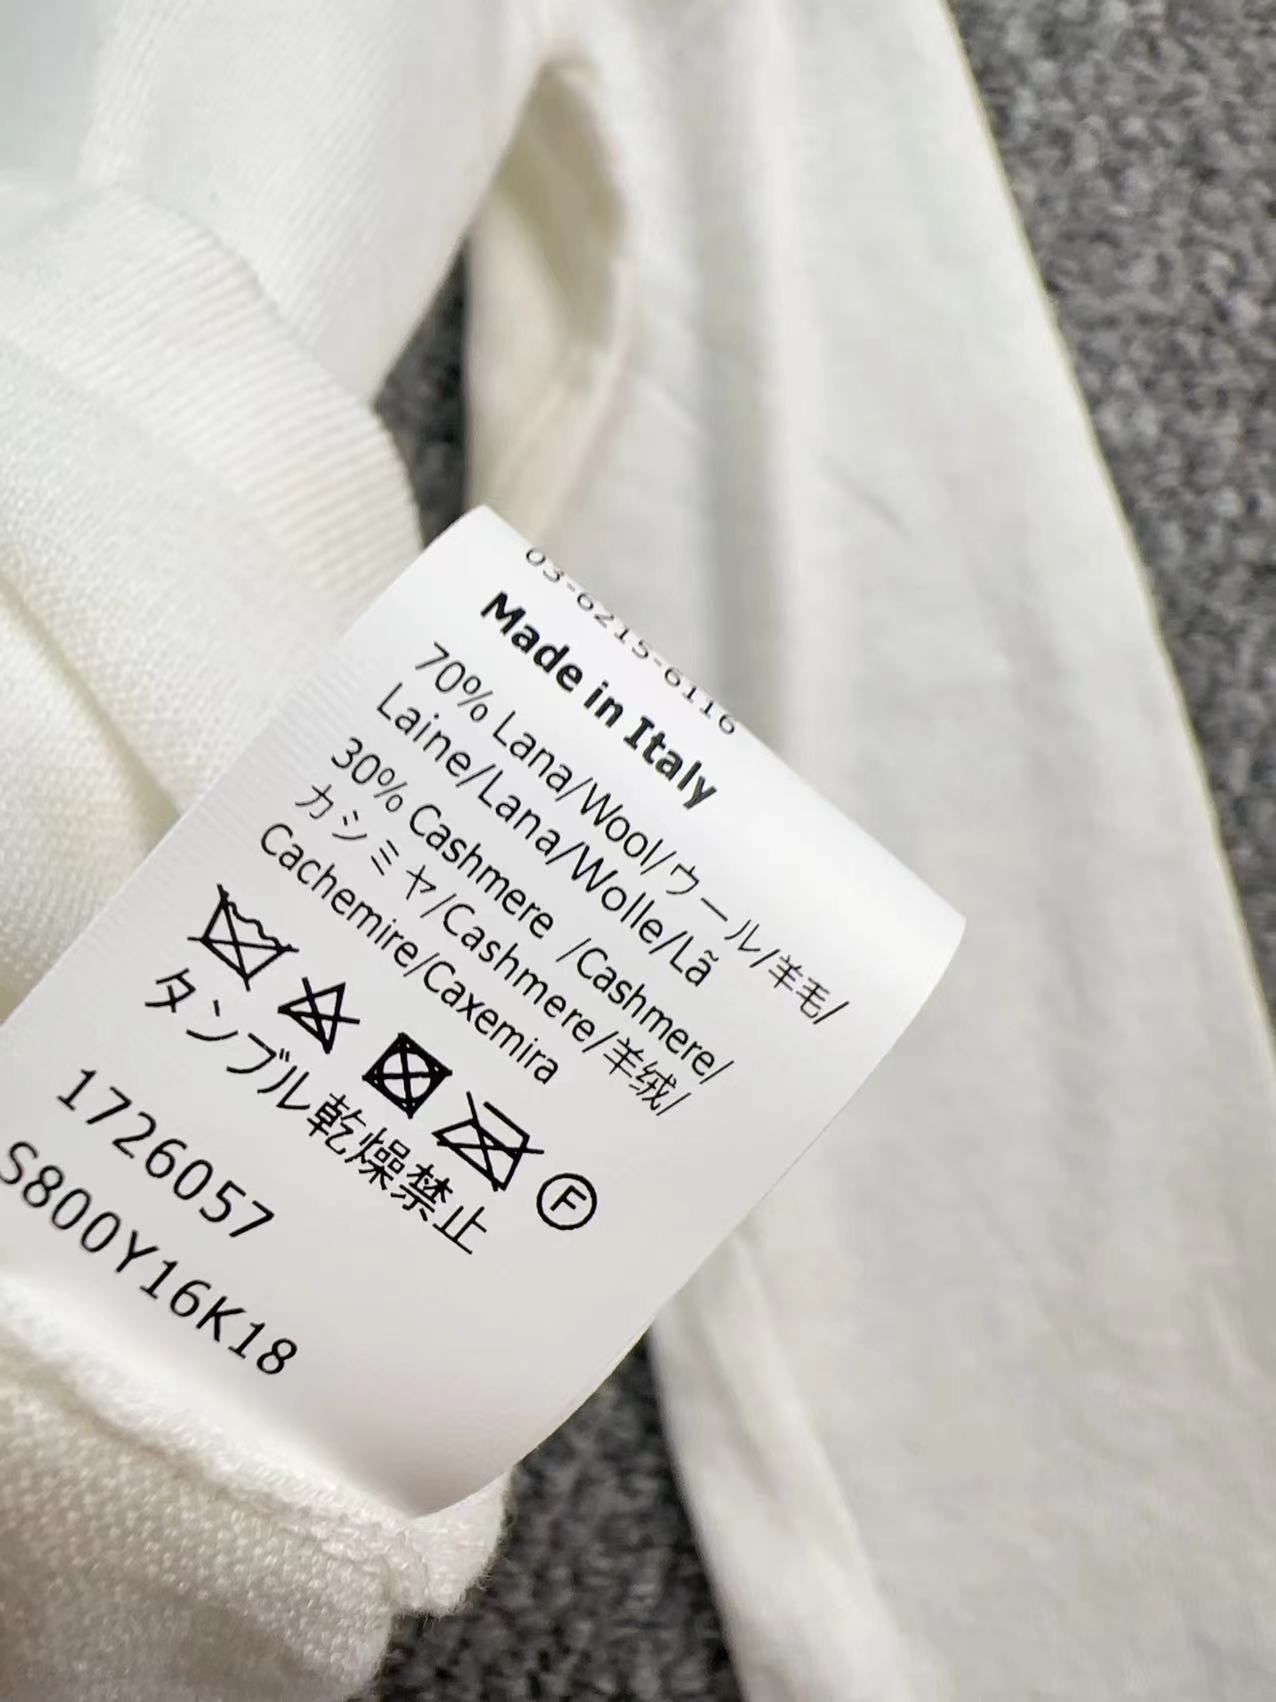 03-6215-6116
Made in Italy
70% Lana/Wool/ウール/羊毛/
Laine/Lana/Wolle/Lã
30% Cashmere /Cashmere/
カシミヤ/Cashmere/羊绒/
Cachemire/Caxemira
F
タンブル乾燥禁止
1726057
S800Y16K18